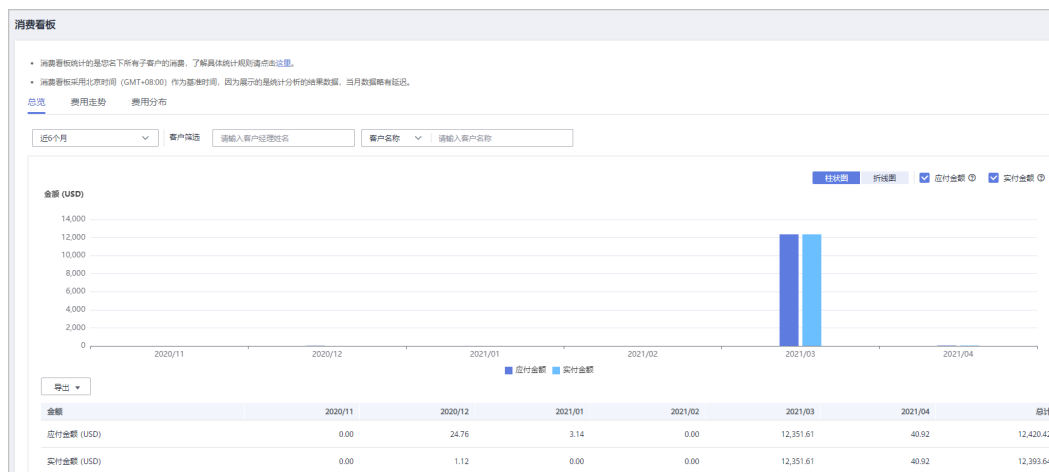 消费看板
• 消费看板统计的是您名下所有子客户的消费，了解具体统计规则请点击这里。
• 消费看板采用北京时间（GMT+08:00）作为基准时间，因为展示的是统计分析的结果数据，当月数据略有延迟。
总览 费用走势 费用分布
近6个月 客户筛选 请输入客户经理姓名 客户名称 请输入客户名称
柱状图 折线图 应付金额 实付金额
金额 (USD)
14,000
12,000
10,000
8,000
6,000
4,000
2,000
0
2020/11 2020/12 2021/01 2021/02 2021/03 2021/04
应付金额 实付金额
导出
金额 2020/11 2020/12 2021/01 2021/02 2021/03 2021/04 总计
应付金额 (USD) 0.00 24.76 3.14 0.00 12,351.61 40.92 12,420.42
实付金额 (USD) 0.00 1.12 0.00 0.00 12,351.61 40.92 12,393.64